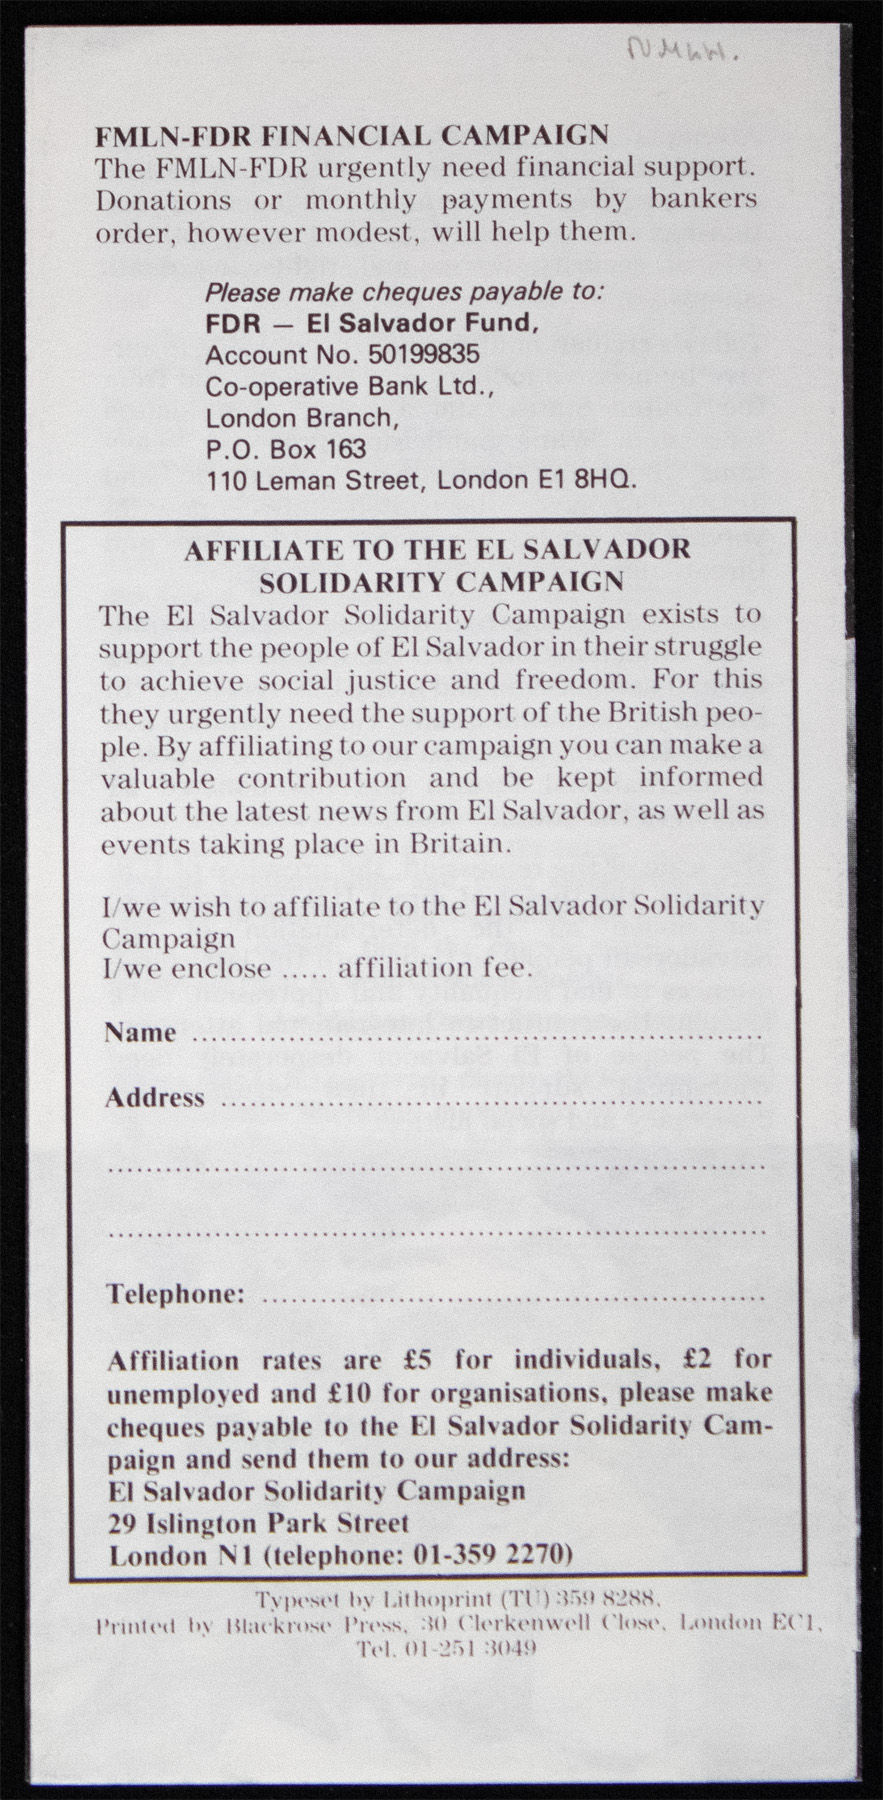 FMLN-FDR FINANCIAL CAMPAIGN
The FMLN-FDR urgently need financial support.
Donations or monthly payments by bankers
order, however modest, will help them.
Please make cheques payable to:
FDR — El Salvador Fund,
Account No. 50199835
Co-operative Bank Ltd.,
London Branch,
P.O. Box 163
110 Leman Street, London E1 8HQ.
AFFILIATE TO THE EL SALVADOR
SOLIDARITY CAMPAIGN
The El Salvador Solidarity Campaign exists to
support the people of El Salvador in their struggle
to achieve social justice and freedom. For this
they urgently need the support of the British peo-
ple. By affiliating to our campaign you can make a
valuable contribution and be kept informed
about the latest news from El Salvador, as well as
events taking place in Britain.
I/we wish to affiliate to the El Salvador Solidarity
Campaign
I/we enclose ..... affiliation fee.
Name ..........................................................
Address .......................................................
...................................................................
...................................................................
Telephone: ...................................................
Affiliation rates are £5 for individuals, £2 for
unemployed and £10 for organisations, please make
cheques payable to the El Salvador Solidarity Cam-
paign and send them to our address:
El Salvador Solidarity Campaign
29 Islington Park Street
London N1 (telephone: 01-359 2270)
Typeset by Lithoprint (TU) 359 8288.
Printed by Blackrose Press, 30 Clerkenwell Close, London EC1.
Tel. 01-251 3049